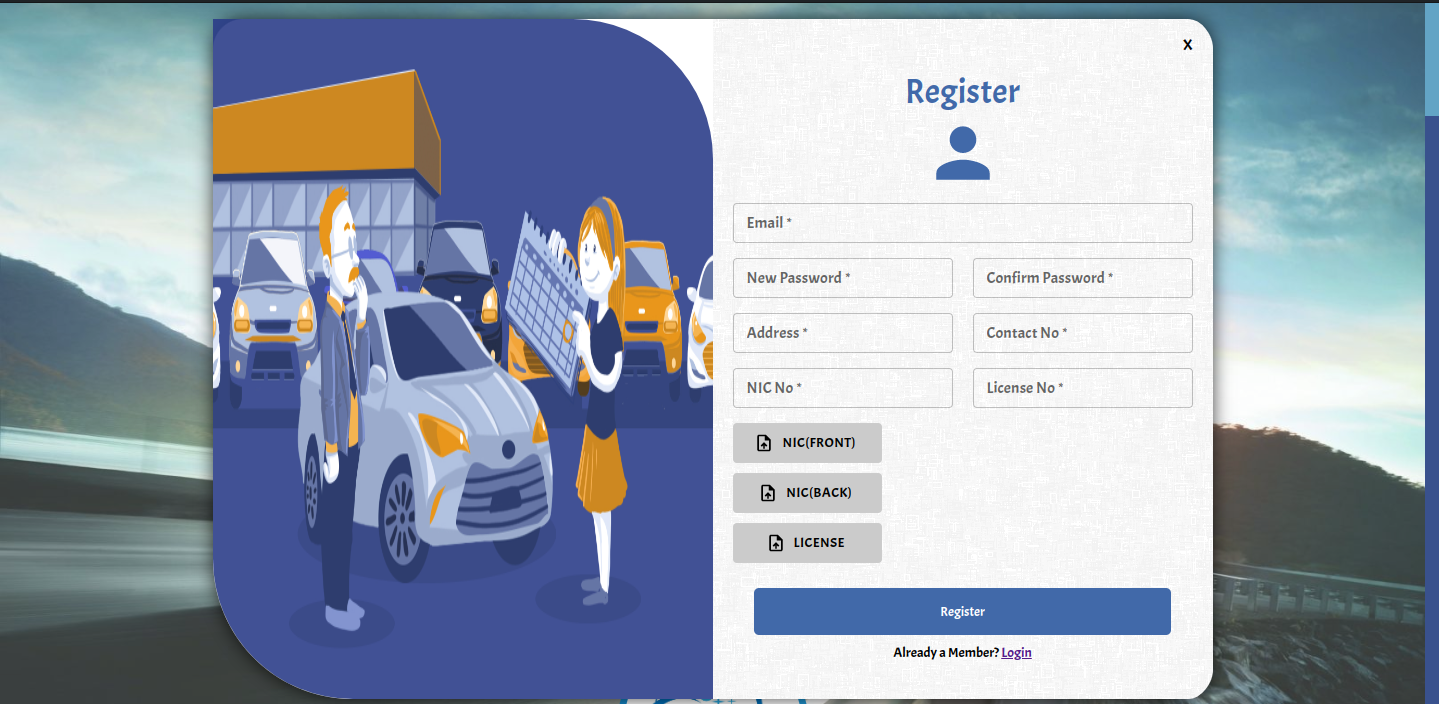 X
Register
Email *
New Password * Confirm Password *
Address * Contact No *
NIC No * License No *
NIC(FRONT)
NIC(BACK)
LICENSE
Register
Already a Member? Login